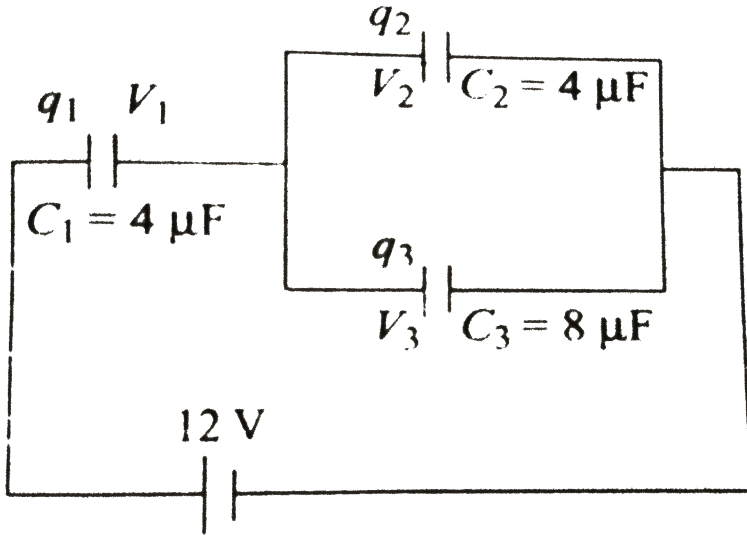 q₂
V₂ C₂ = 4 μF
q₁ V₁
C₁ = 4 μF
q₃
V₃ C₃ = 8 μF
12 V